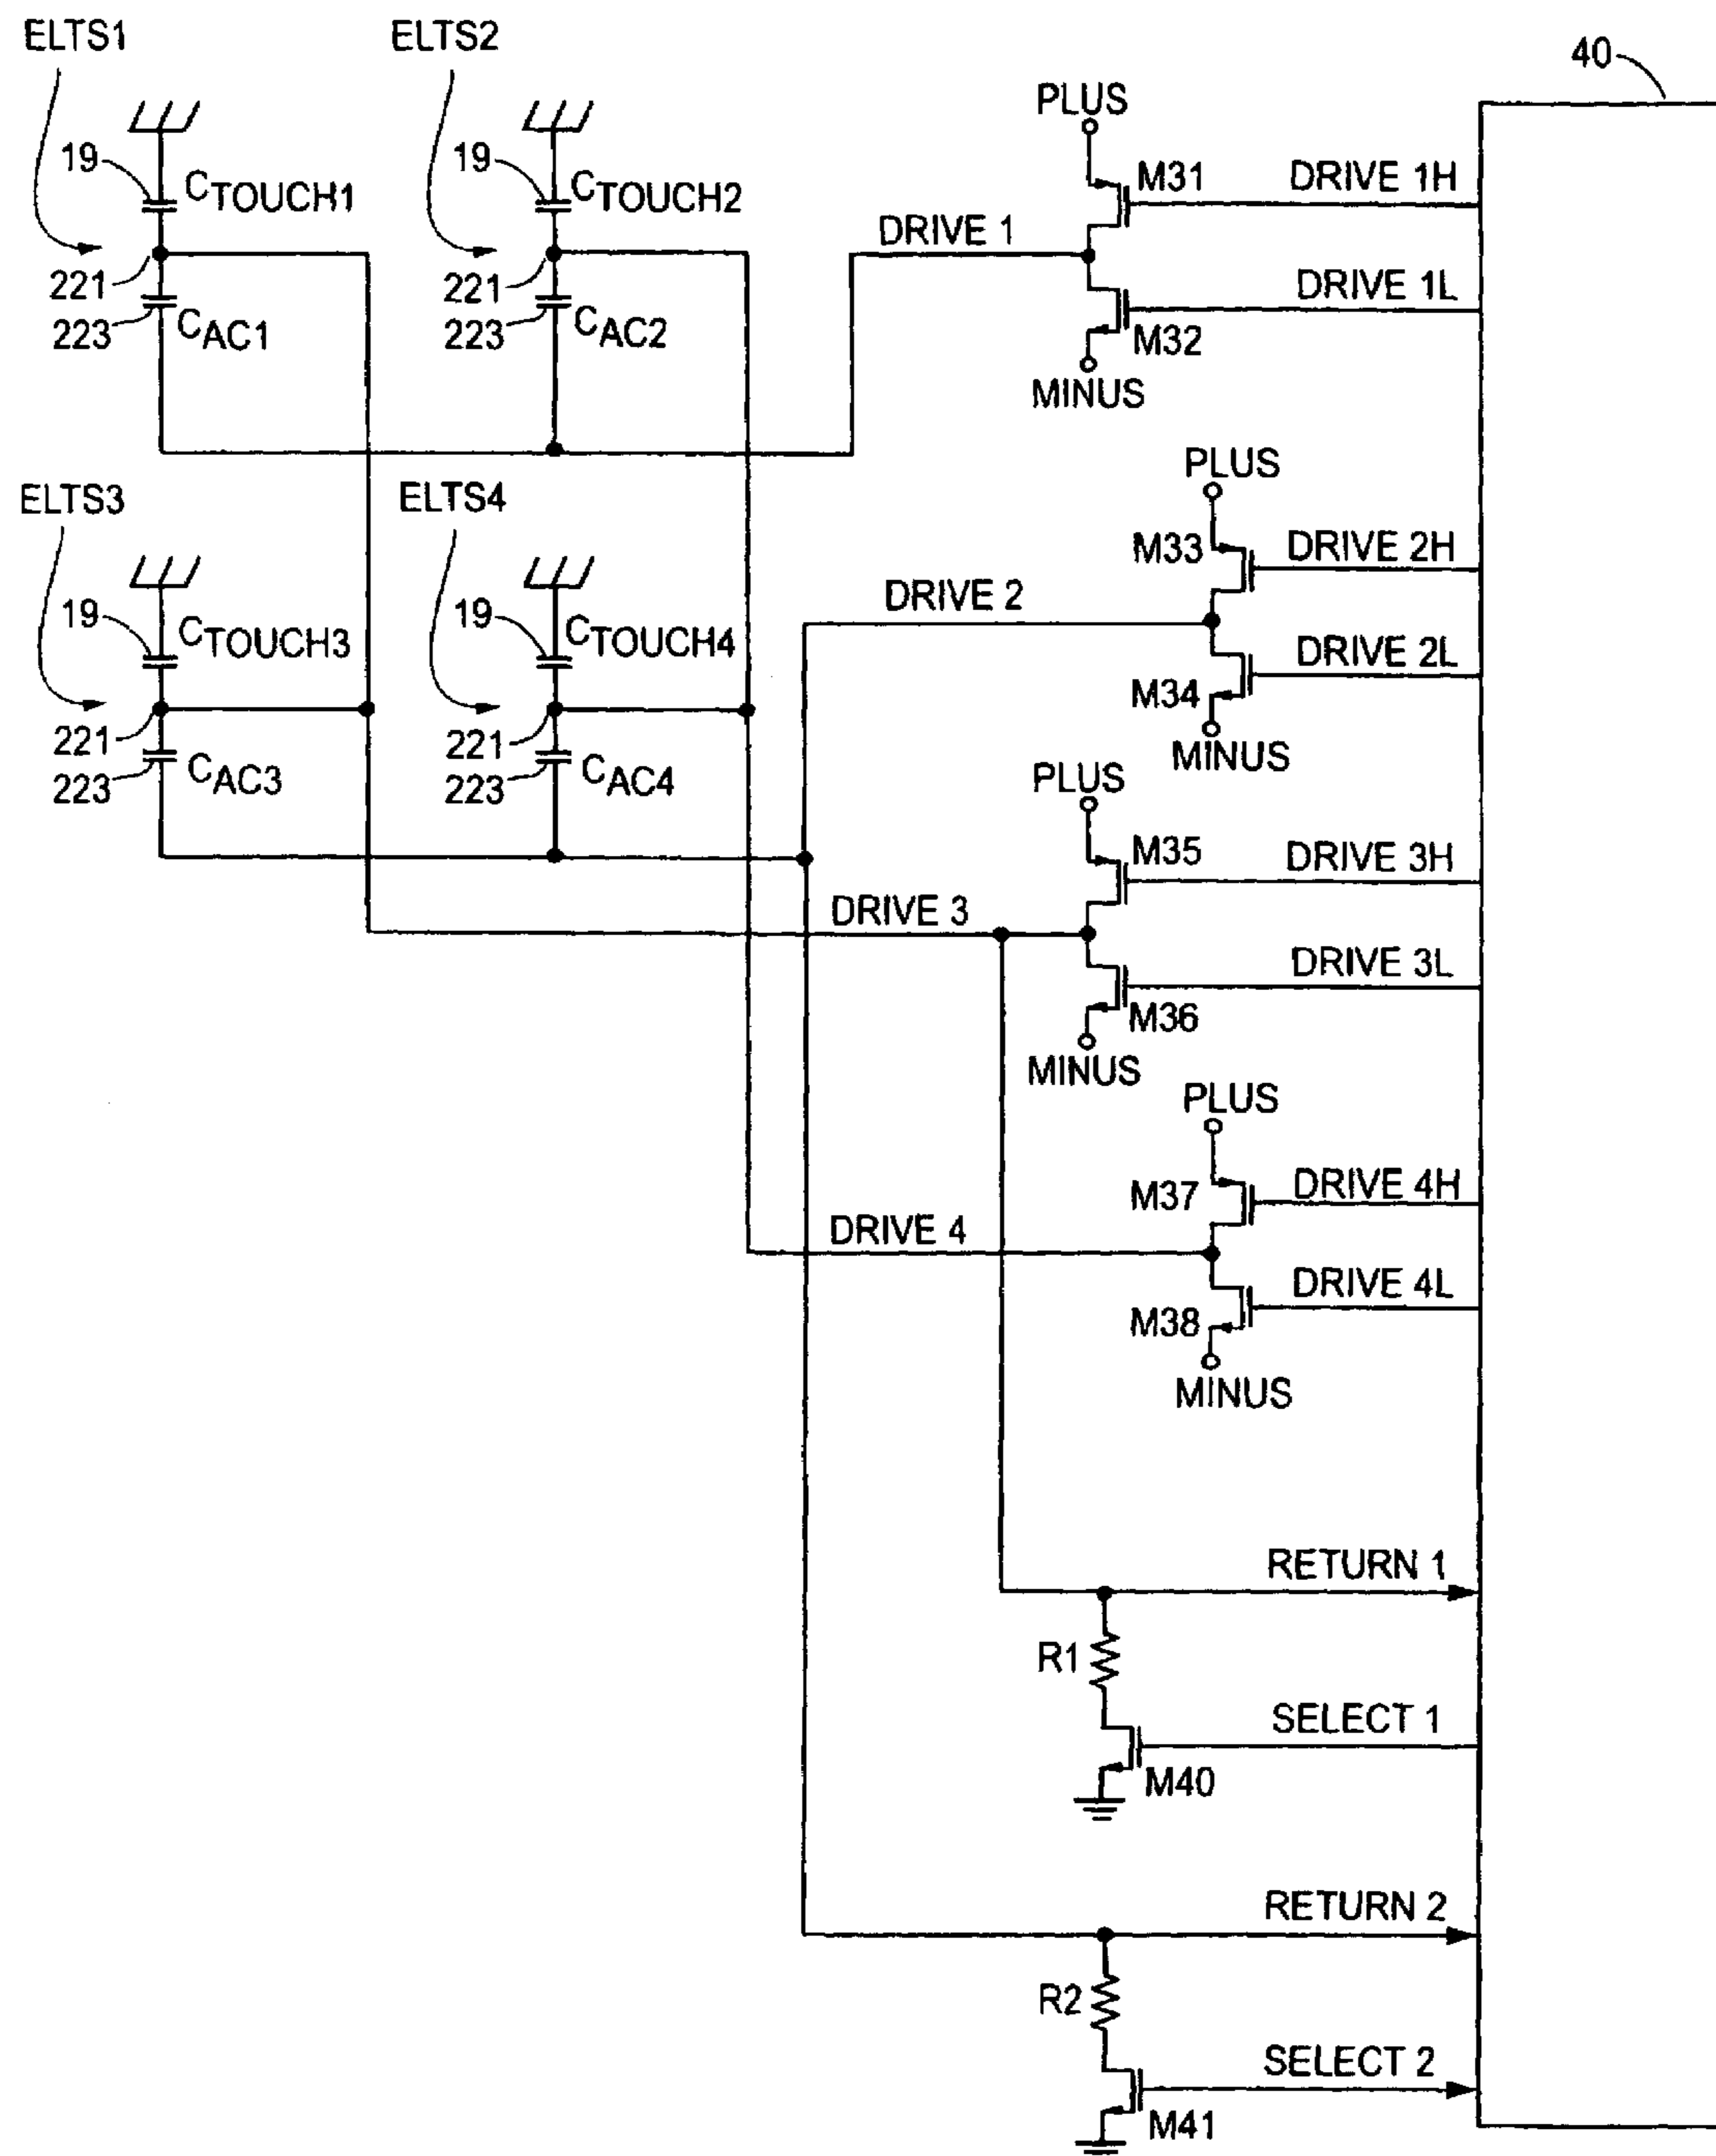 ELTS1
ELTS2
40
PLUS
19
CTOUCH1
19
CTOUCH2
M31
DRIVE 1H
DRIVE 1
221
221
DRIVE 1L
223
CAC1
223
CAC2
M32
MINUS
PLUS
ELTS3
ELTS4
M33
DRIVE 2H
DRIVE 2
19
CTOUCH3
19
CTOUCH4
DRIVE 2L
M34
221
221
MINUS
223
CAC3
223
CAC4
PLUS
M35
DRIVE 3H
DRIVE 3
DRIVE 3L
M36
MINUS
PLUS
M37
DRIVE 4H
DRIVE 4
DRIVE 4L
M38
MINUS
RETURN 1
R1
SELECT 1
M40
RETURN 2
R2
SELECT 2
M41